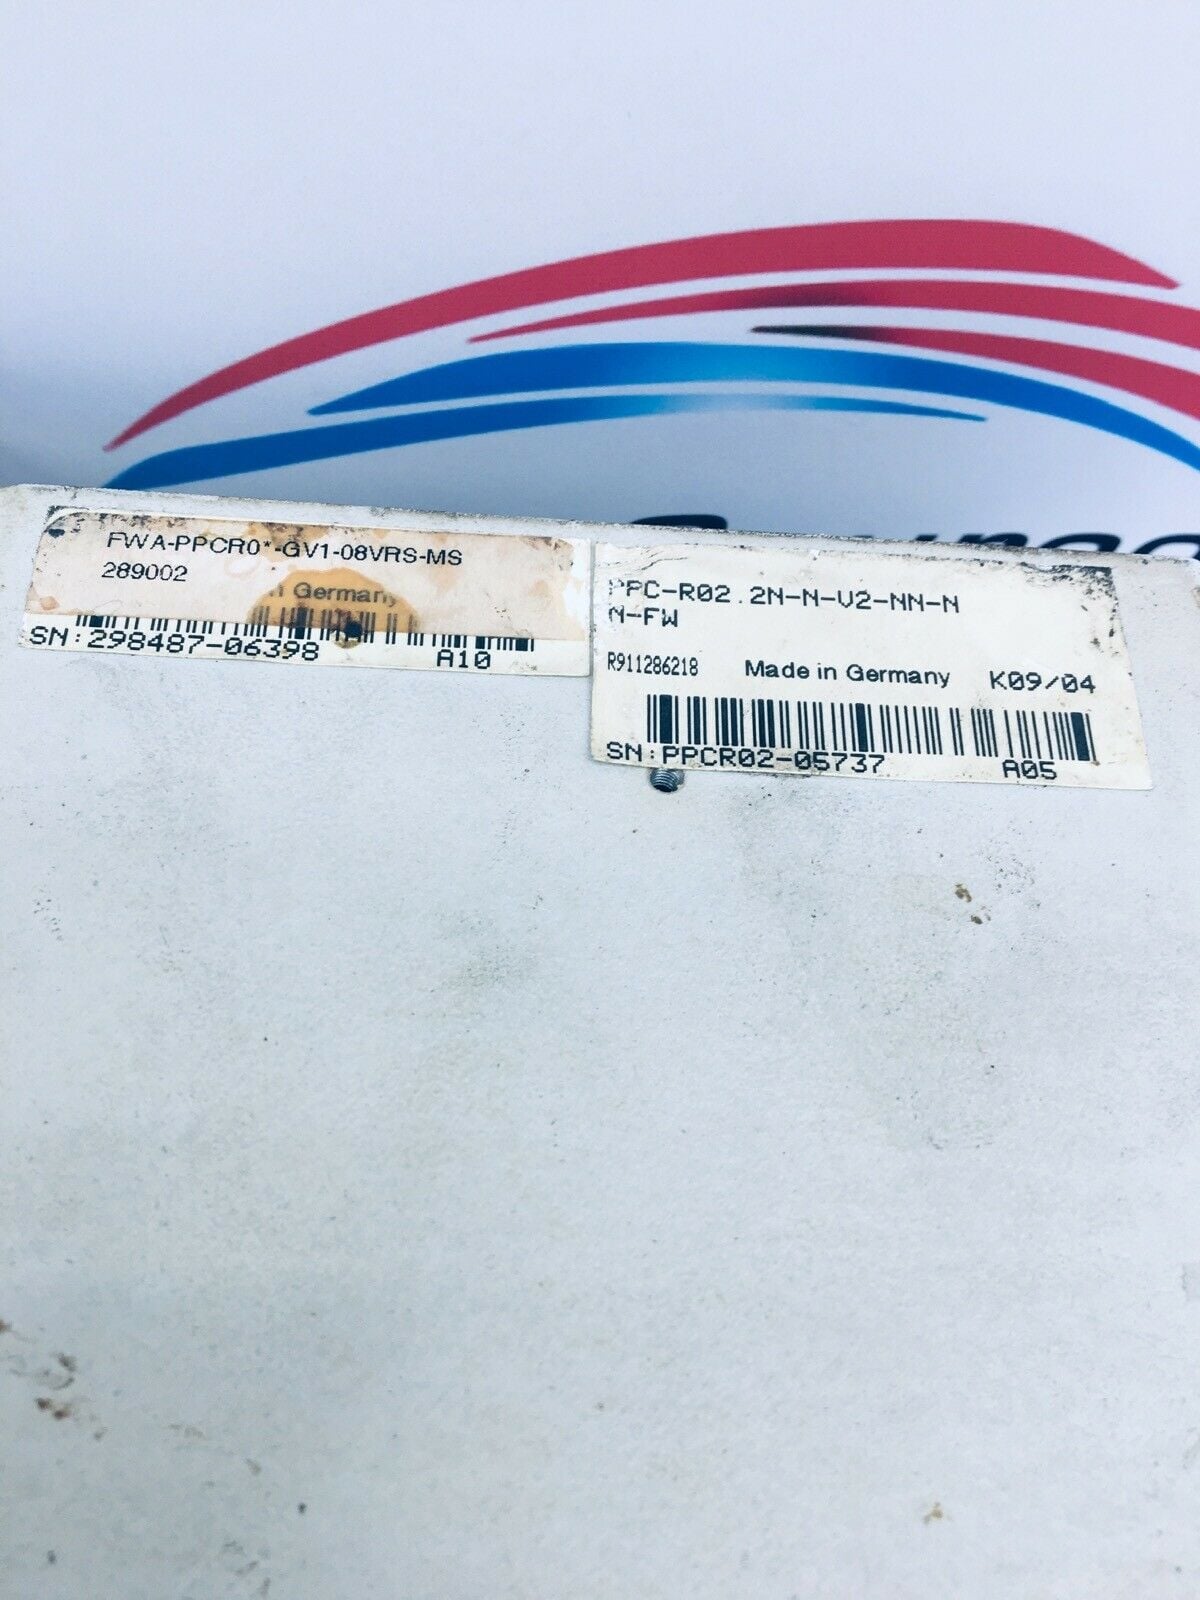 FWA-PPCR0*-GV1-08VRS-MS
289002
Germany
SN:298487-06398 A10
PPC-R02.2N-N-V2-NN-N
N-FW
R911286218 Made in Germany K09/04
SN:PPCR02-05737 A05